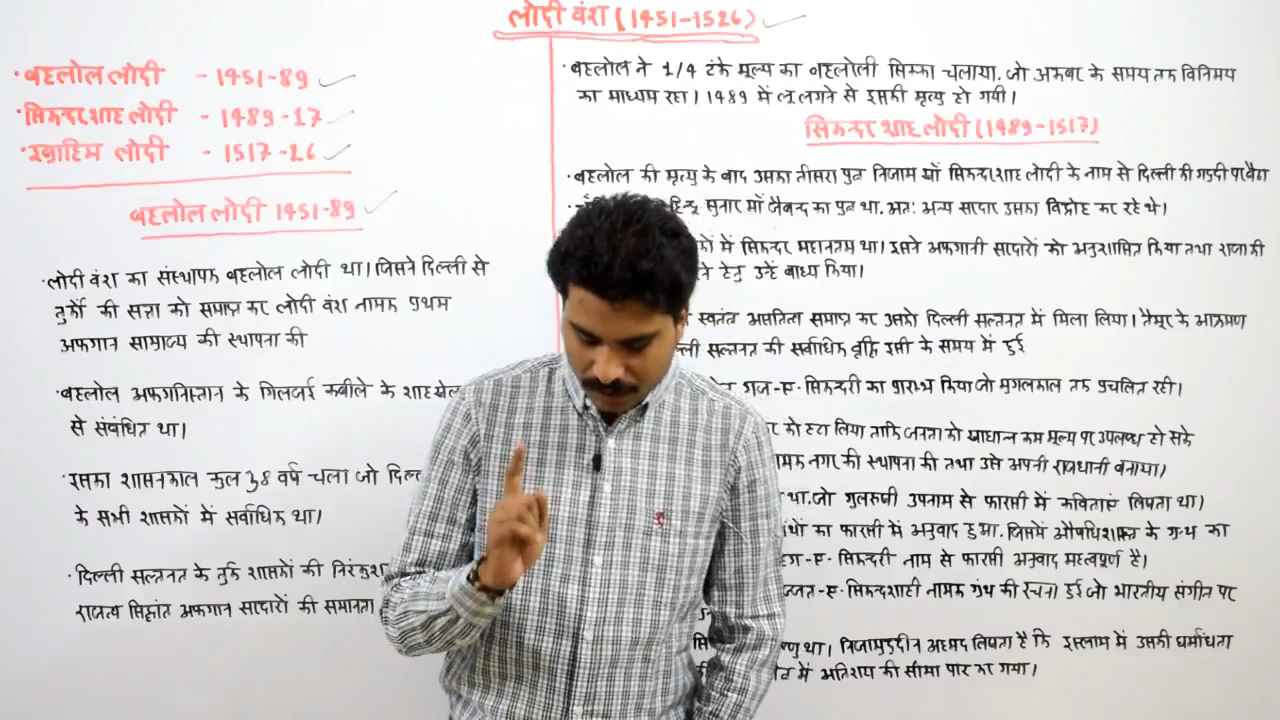 लोदी वंश (1451-1526)
• बहलोल लोदी - 1451-89
• सिकन्दर शाह लोदी - 1489-17
• इब्राहिम लोदी - 1517-26
बहलोल लोदी 1451-89
• लोदी वंश का संस्थापक बहलोल लोदी था। जिसने दिल्ली से
तुर्कों की सत्ता को समाप्त कर लोदी वंश नामक प्रथम
अफगान साम्राज्य की स्थापना की
• बहलोल अफगानिस्तान के गिलजई कबीले के शाहूखेल
से संबंधित था।
• इसका शासनकाल कुल 38 वर्ष चला जो
के सभी शासकों में सर्वाधिक था।
• दिल्ली सल्तनत के तुर्क शासकों की
राजत्व सिद्धांत अफगान सरदारों की समानता
• बहलोल ने 1/4 टंके मूल्य का बहलोली सिक्का चलाया. जो अकबर के समय तक विनिमय
का माध्यम रहा। 1489 में लू लगने से इसकी मृत्यु हो गयी।
सिकन्दर शाह लोदी (1489-1517)
• बहलोल की मृत्यु के बाद उसका तीसरा पुत्र निजाम खाँ सिकन्दरशाह लोदी के नाम से दिल्ली की गद्दी पर बैठा
हिन्दू सुनार माँ जैबन्द का पुत्र था. अतः अन्य सरदार उसका विद्रोह कर रहे थे।
में सिकन्दर महानतम था। इसने अफगानी सरदारों को अनुशासित किया तथा राजा की
हेतु उन्हें बाध्य किया।
स्वतंत्र अस्तित्व समाप्त कर उसको दिल्ली सल्तनत में मिला लिया। तैमूर के आक्रमण
सल्तनत की सर्वाधिक वृद्धि इसी के समय में हुई
गज-ए-सिकन्दरी का प्रारम्भ किया जो मुगलकाल तक प्रचलित रही।
को हटा लिया ताकि जनता को खाद्यान्न कम मूल्य पर उपलब्ध हो सके
नगर की स्थापना की तथा उसे अपनी राजधानी बनाया।
था. जो गुलरुखी उपनाम से फारसी में कविताएं लिखता था)
का फारसी में अनुवाद हुआ. जिसमें औषधिशास्त्र के ग्रन्थ का
सिकन्दरी नाम से फारसी अनुवाद महत्वपूर्ण है।
सिकन्दरशाही नामक ग्रंथ की रचना हुई जो भारतीय संगीत पर
था। निजामुद्दीन अहमद लिखता है कि इस्लाम में उसकी धर्मांधता
में अतिशय की सीमा पार कर गया।